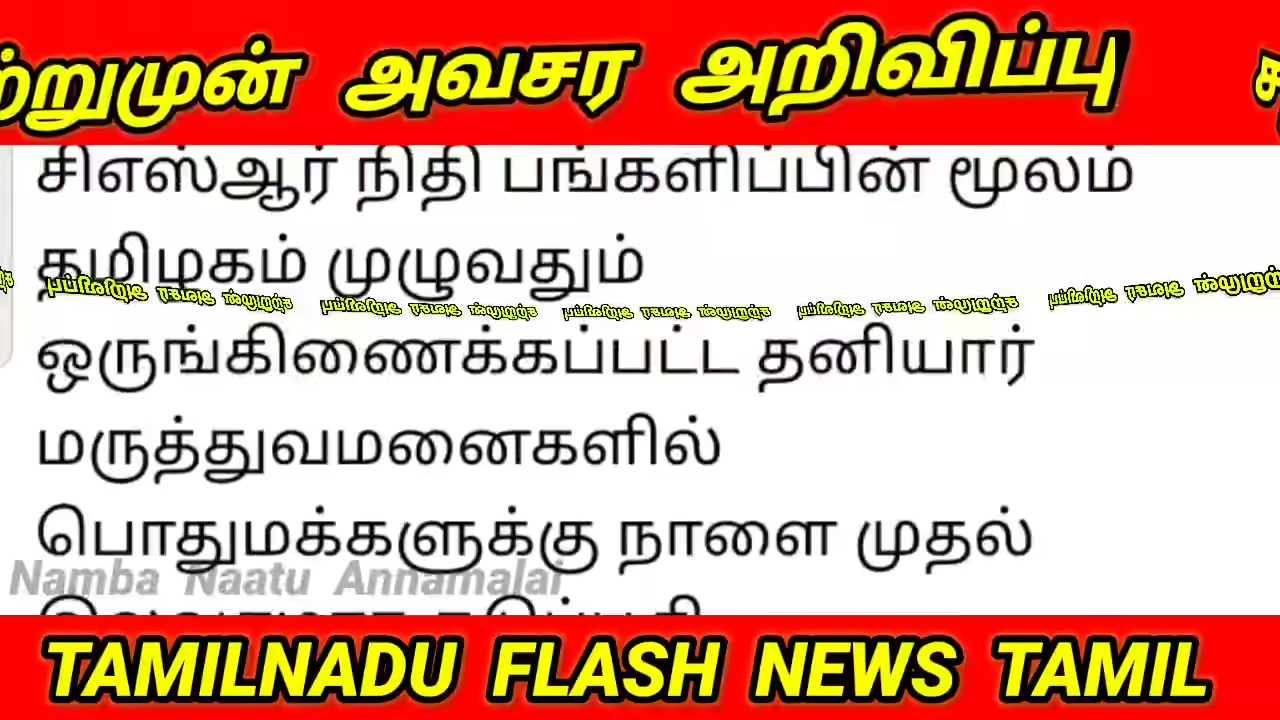 ற்றுமுன் அவசர அறிவிப்பு
சிஎஸ்ஆர் நிதி பங்களிப்பின் மூலம்
தமிழகம் முழுவதும்
ஒருங்கிணைக்கப்பட்ட தனியார்
மருத்துவமனைகளில்
பொதுமக்களுக்கு நாளை முதல்
Namba Naatu Annamalai
TAMILNADU FLASH NEWS TAMIL